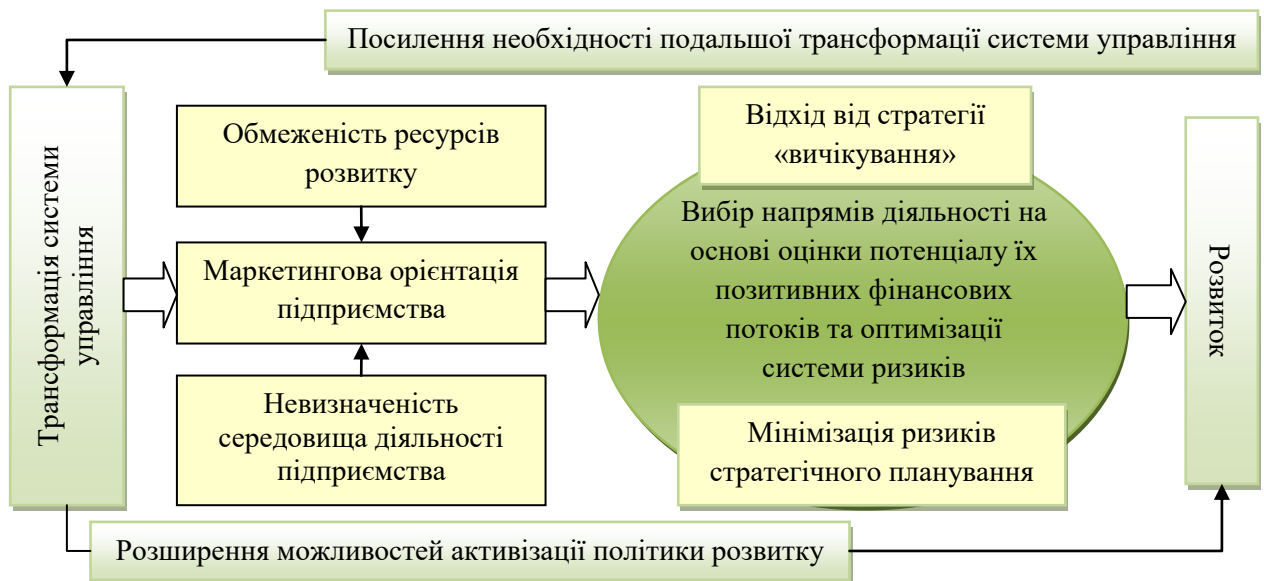 Посилення необхідності подальшої трансформації системи управління
Трансформація системи
управління
Обмеженість ресурсів
розвитку
Маркетингова орієнтація
підприємства
Невизначеність
середовища діяльності
підприємства
Відхід від стратегії
«вичікування»
Вибір напрямів діяльності на
основі оцінки потенціалу їх
позитивних фінансових
потоків та оптимізації
системи ризиків
Мінімізація ризиків
стратегічного планування
Розвиток
Розширення можливостей активізації політики розвитку